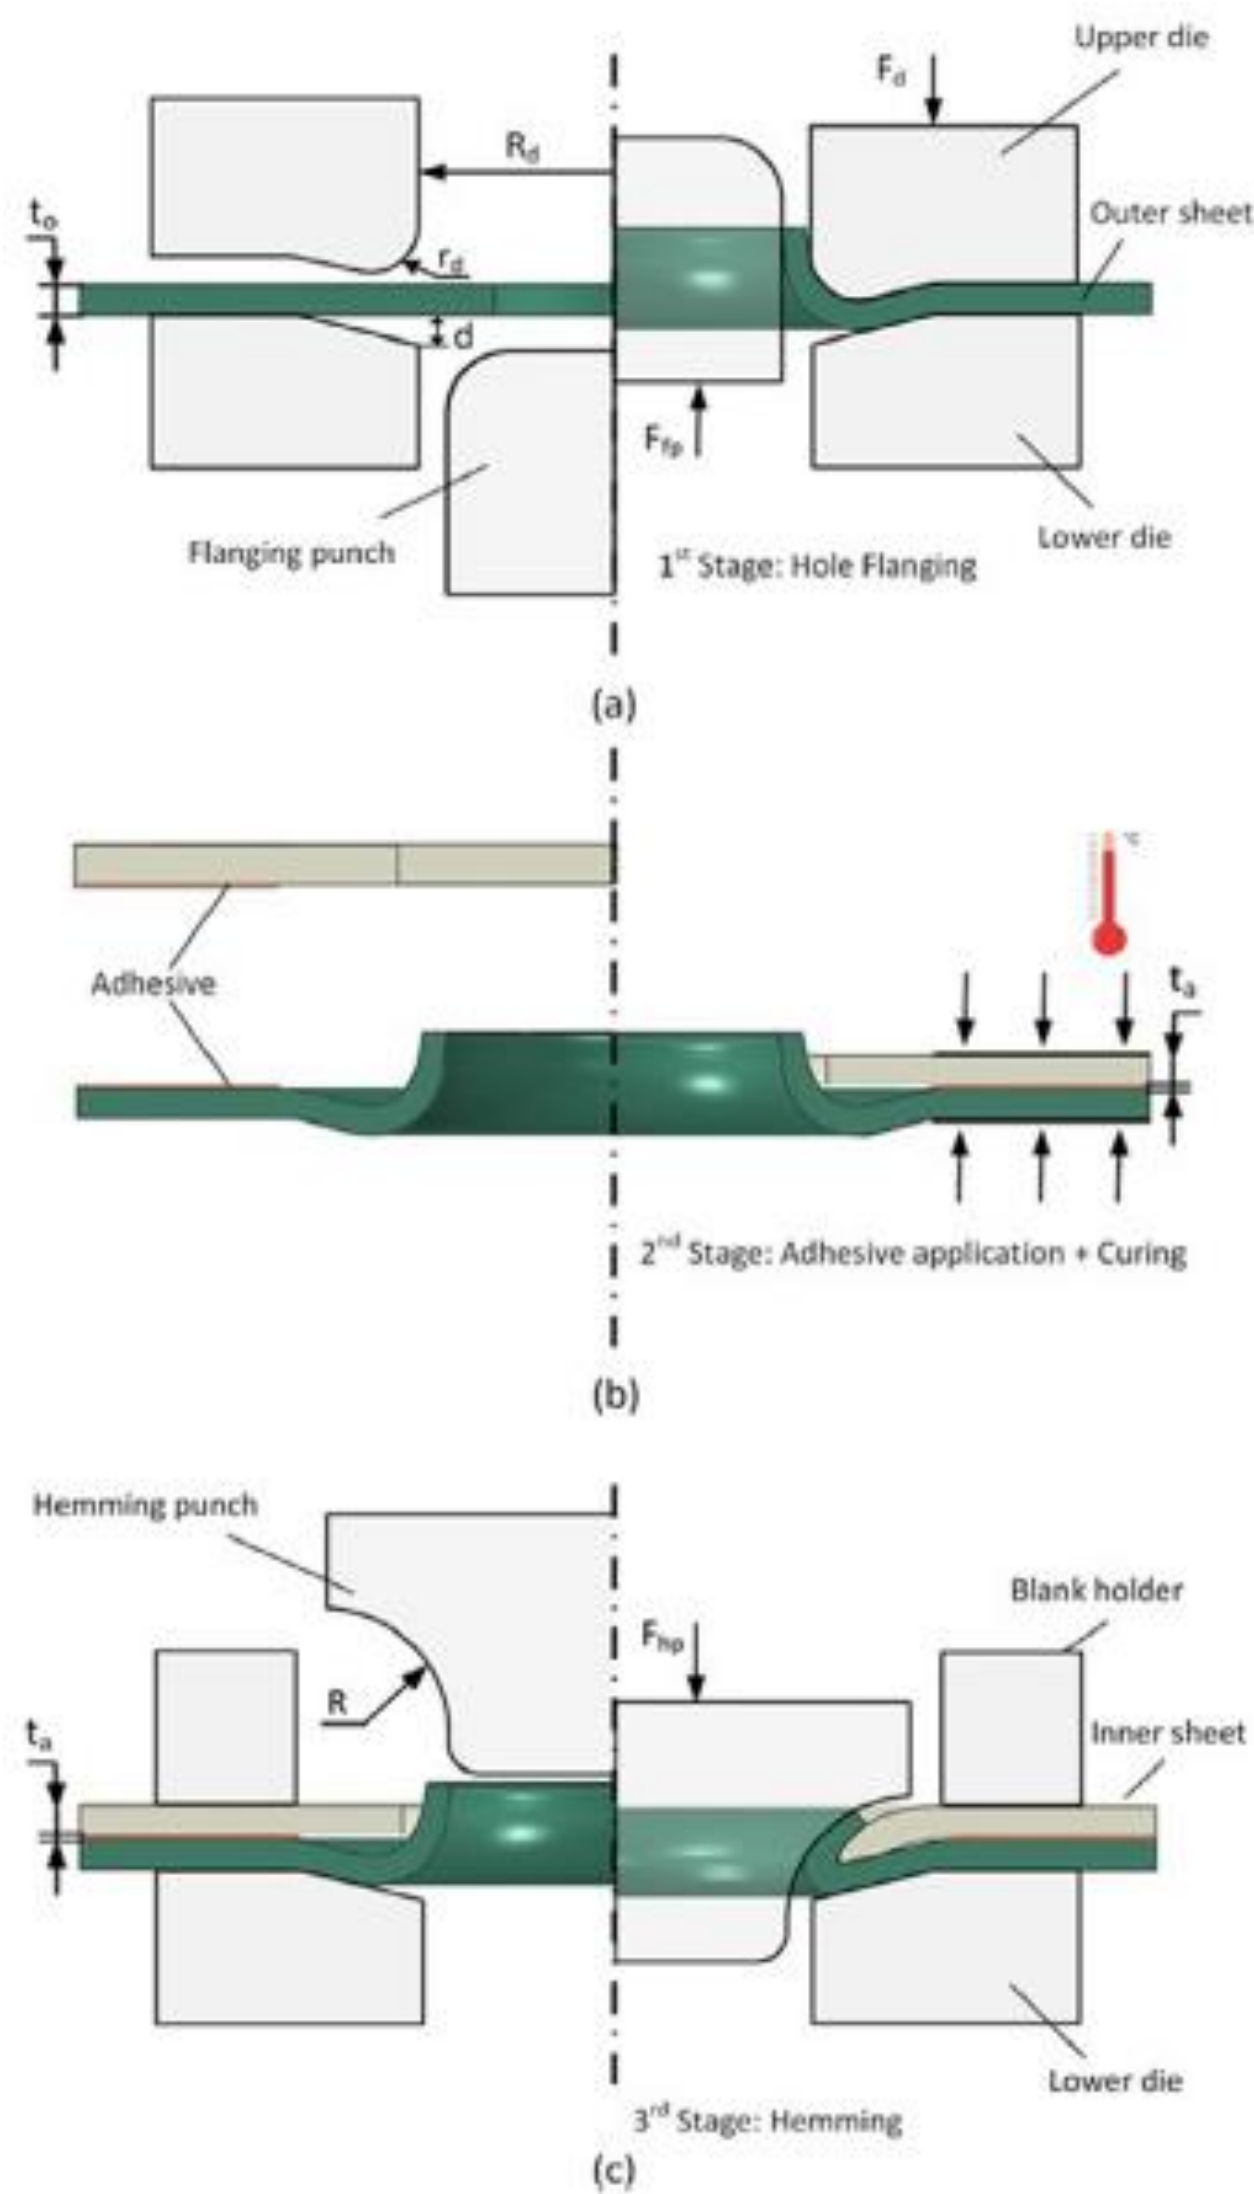 Upper die
F_d
R_d
t_o
Outer sheet
r_d
d
F_fp
Flanging punch
Lower die
1st Stage: Hole Flanging
(a)
°C
Adhesive
t_a
2nd Stage: Adhesive application + Curing
(b)
Hemming punch
Blank holder
F_hp
R
Inner sheet
t_a
Lower die
3rd Stage: Hemming
(c)